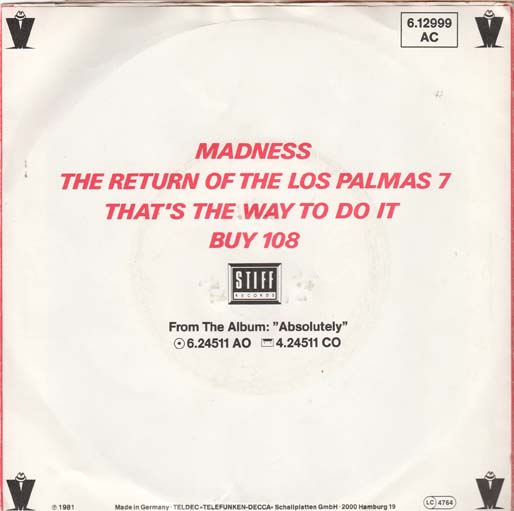 6.12999
AC
MADNESS
THE RETURN OF THE LOS PALMAS 7
THAT'S THE WAY TO DO IT
BUY 108
STIFF
RECORDS
From The Album: "Absolutely"
6.24511 AO 4.24511 CO
℗ 1981 Made in Germany · TELDEC »TELEFUNKEN-DECCA« Schallplatten GmbH · 2000 Hamburg 19 LC 4764